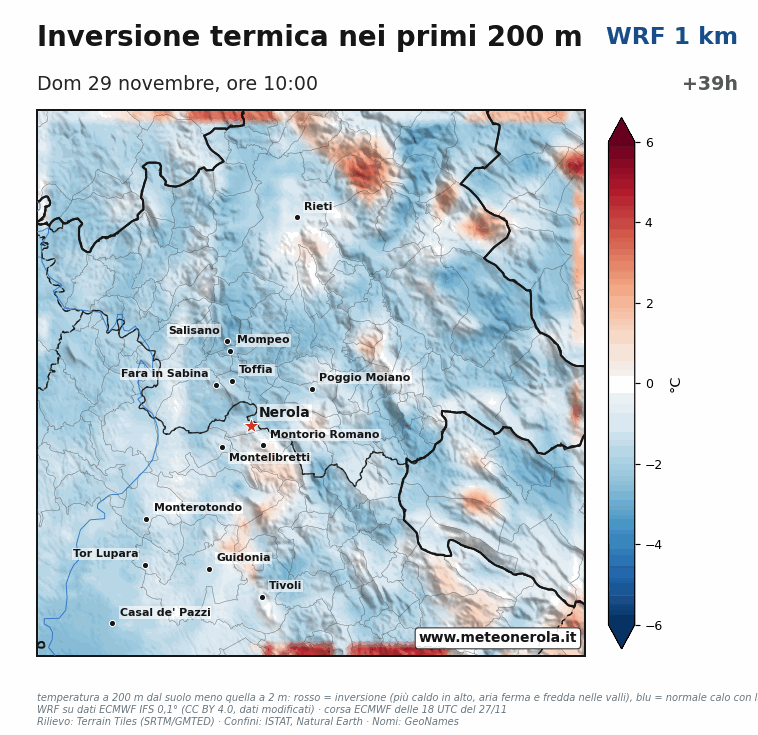 Inversione termica nei primi 200 m
WRF 1 km
Dom 29 novembre, ore 10:00
+39h
Rieti
Salisano
Mompeo
Fara in Sabina
Toffia
Poggio Moiano
Nerola
Montorio Romano
Montelibretti
Monterotondo
Tor Lupara
Guidonia
Tivoli
Casal de' Pazzi
www.meteonerola.it
6
4
2
0
−2
−4
−6
°C
temperatura a 200 m dal suolo meno quella a 2 m: rosso = inversione (più caldo in alto, aria ferma e fredda nelle valli), blu = normale calo con l
WRF su dati ECMWF IFS 0,1° (CC BY 4.0, dati modificati) · corsa ECMWF delle 18 UTC del 27/11
Rilievo: Terrain Tiles (SRTM/GMTED) · Confini: ISTAT, Natural Earth · Nomi: GeoNames